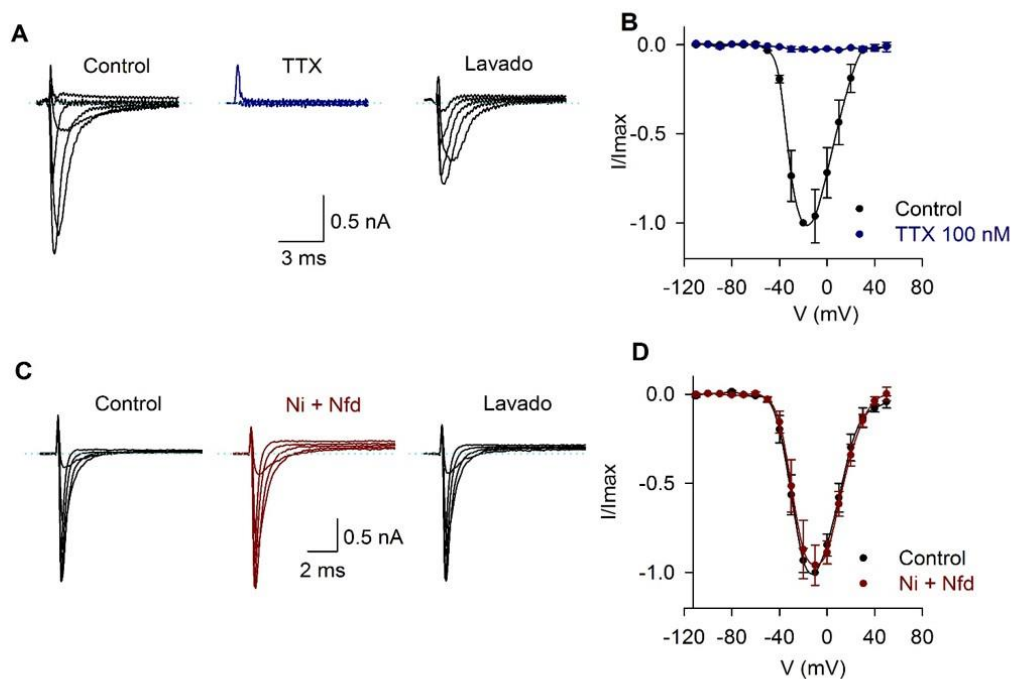 A
Control
TTX
Lavado
0.5 nA
3 ms
B
0.0
-0.5
-1.0
I/Imax
Control
TTX 100 nM
-120 -80 -40 0 40 80
V (mV)
C
Control
Ni + Nfd
Lavado
0.5 nA
2 ms
D
0.0
-0.5
-1.0
I/Imax
Control
Ni + Nfd
-120 -80 -40 0 40 80
V (mV)